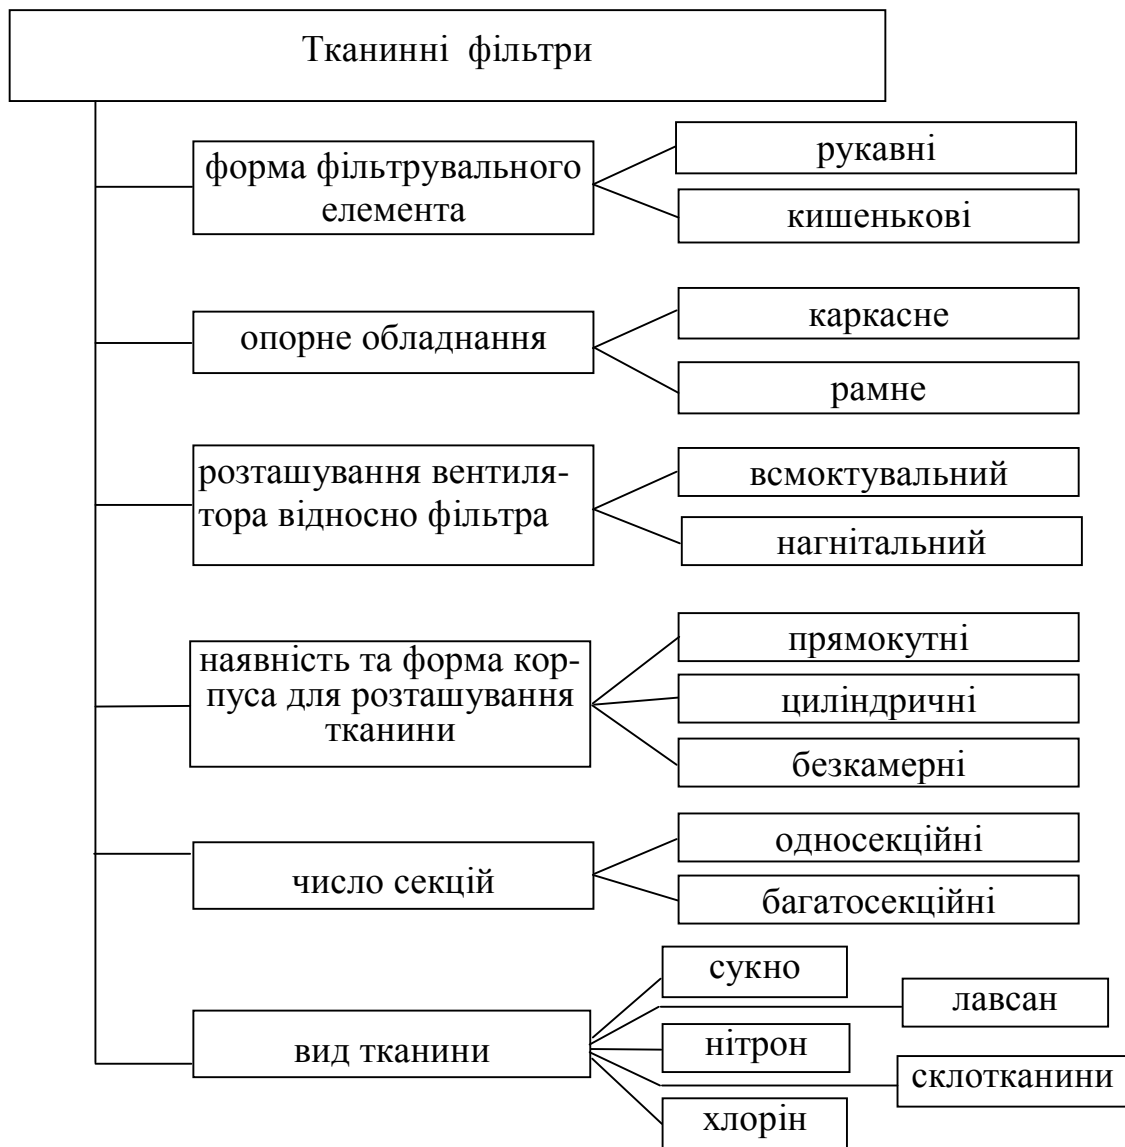 Тканинні фільтри
форма фільтрувального
елемента
рукавні
кишенькові
опорне обладнання
каркасне
рамне
розташування вентиля-
тора відносно фільтра
всмоктувальний
нагнітальний
наявність та форма кор-
пуса для розташування
тканини
прямокутні
циліндричні
безкамерні
число секцій
односекційні
багатосекційні
вид тканини
сукно
лавсан
нітрон
склотканини
хлорін